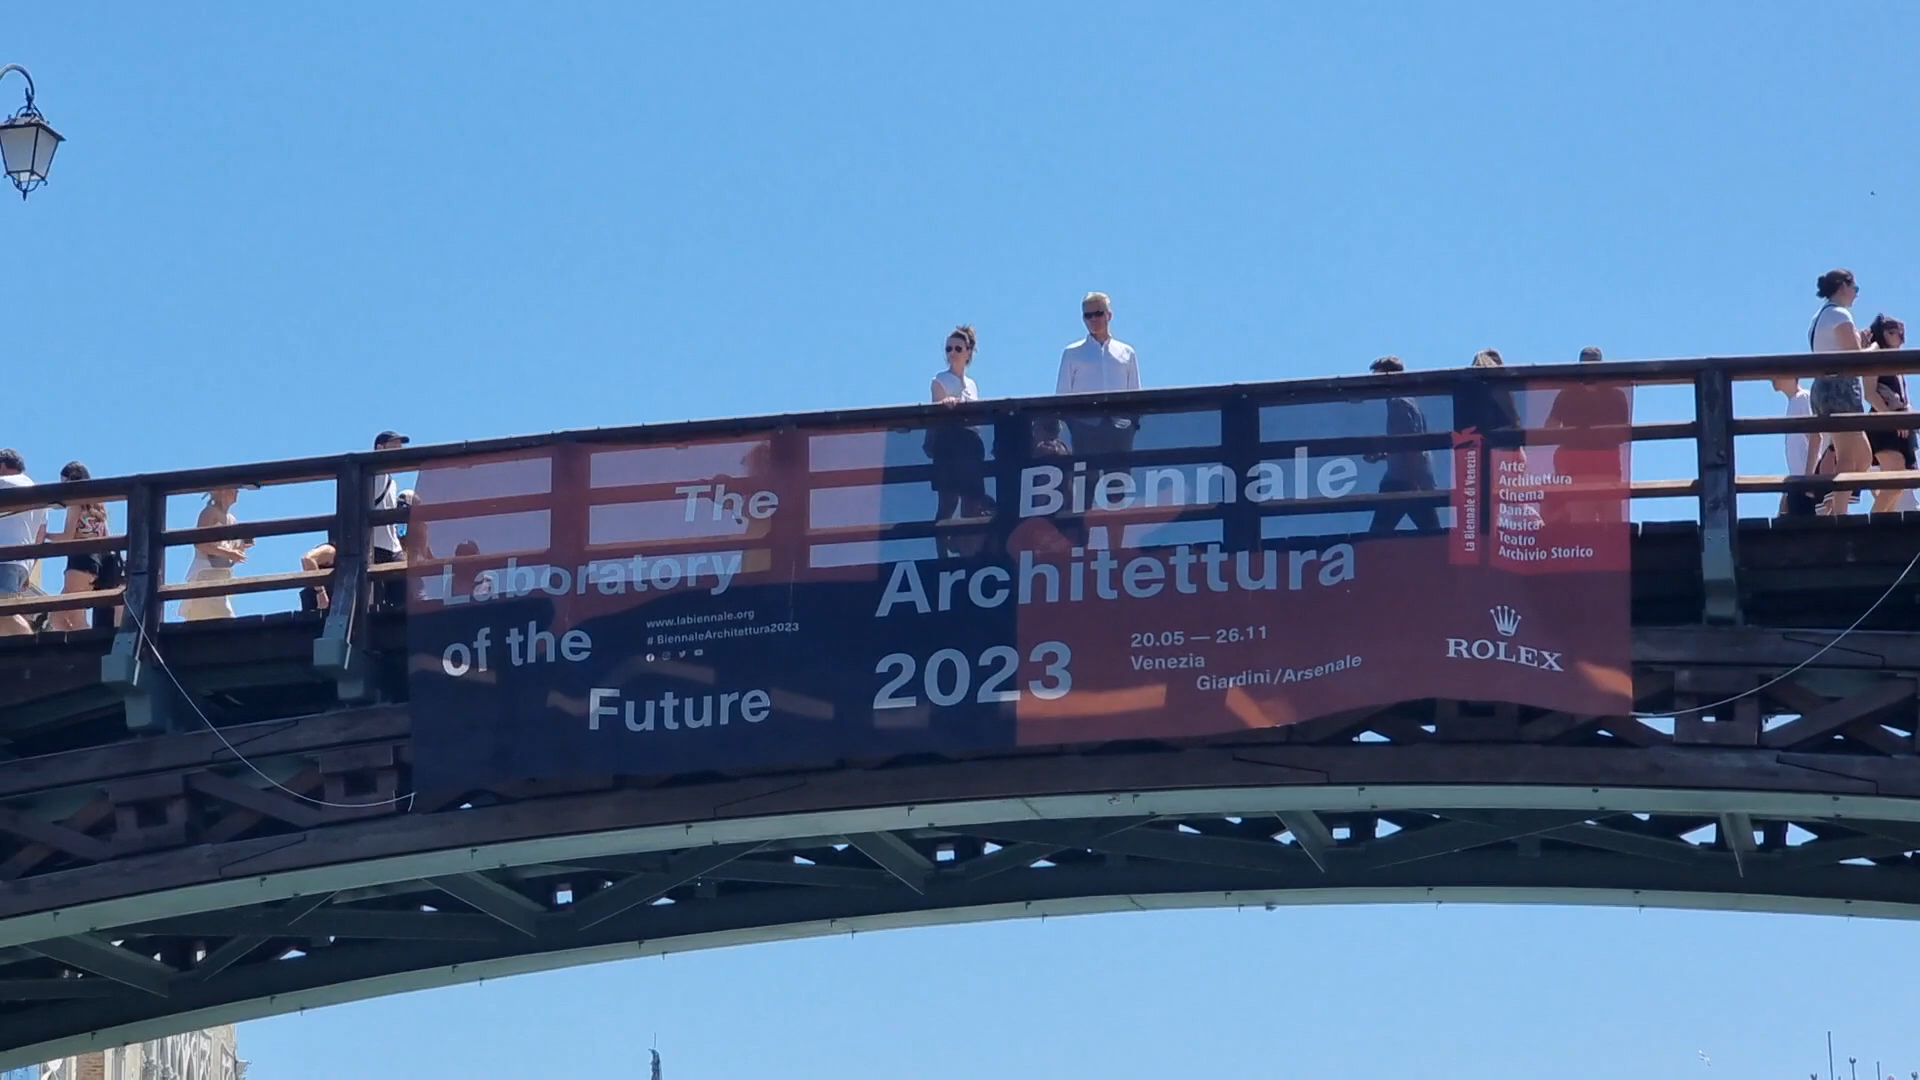 The
Laboratory
of the
Future
www.labiennale.org
# BiennaleArchitettura2023
Biennale
Architettura
2023
20.05 — 26.11
Venezia
Giardini/Arsenale
La Biennale di Venezia
Arte
Architettura
Cinema
Danza
Musica
Teatro
Archivio Storico
ROLEX